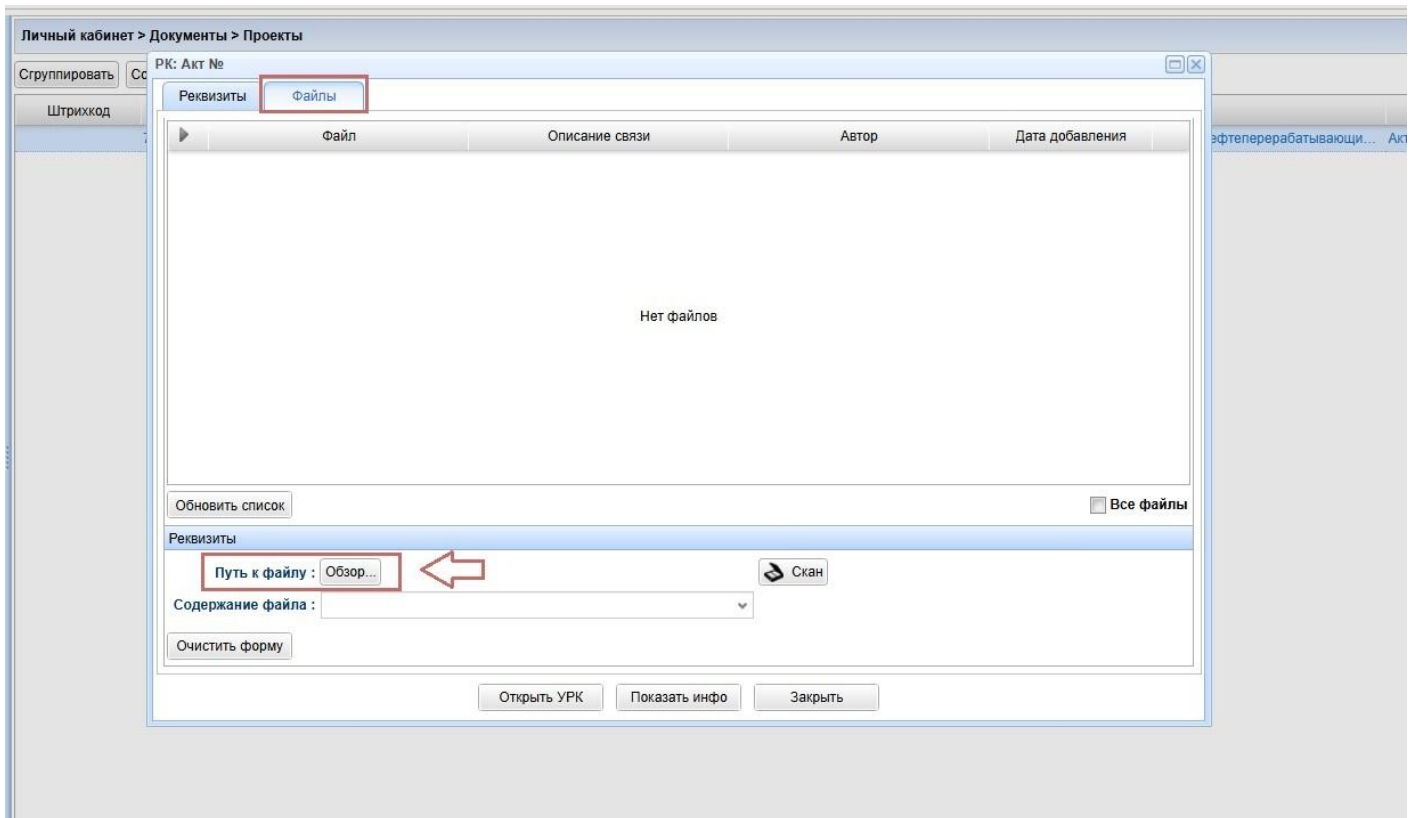 Личный кабинет > Документы > Проекты
РК: Акт №
Сгруппировать
Реквизиты Файлы
Штрихкод
Файл Описание связи Автор Дата добавления
Нет файлов
Обновить список Все файлы
Реквизиты
Путь к файлу : Обзор... Скан
Содержание файла :
Очистить форму
Открыть УРК Показать инфо Закрыть